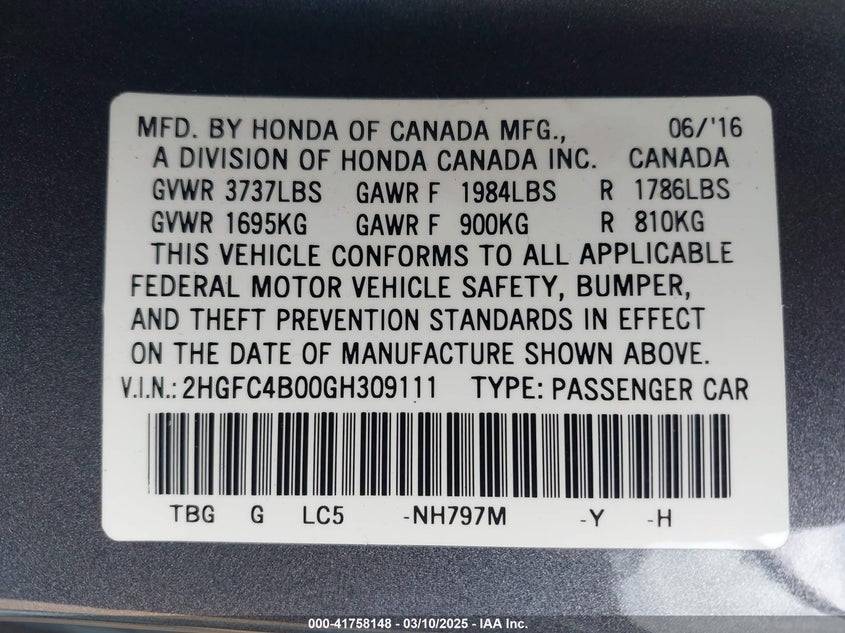 MFD. BY HONDA OF CANADA MFG., 06/'16
A DIVISION OF HONDA CANADA INC. CANADA
GVWR 3737LBS GAWR F 1984LBS R 1786LBS
GVWR 1695KG GAWR F 900KG R 810KG
THIS VEHICLE CONFORMS TO ALL APPLICABLE
FEDERAL MOTOR VEHICLE SAFETY, BUMPER,
AND THEFT PREVENTION STANDARDS IN EFFECT
ON THE DATE OF MANUFACTURE SHOWN ABOVE.
V.I.N.: 2HGFC4B00GH309111 TYPE: PASSENGER CAR
TBG G LC5 -NH797M -Y -H
000-41758148 - 03/10/2025 - IAA Inc.